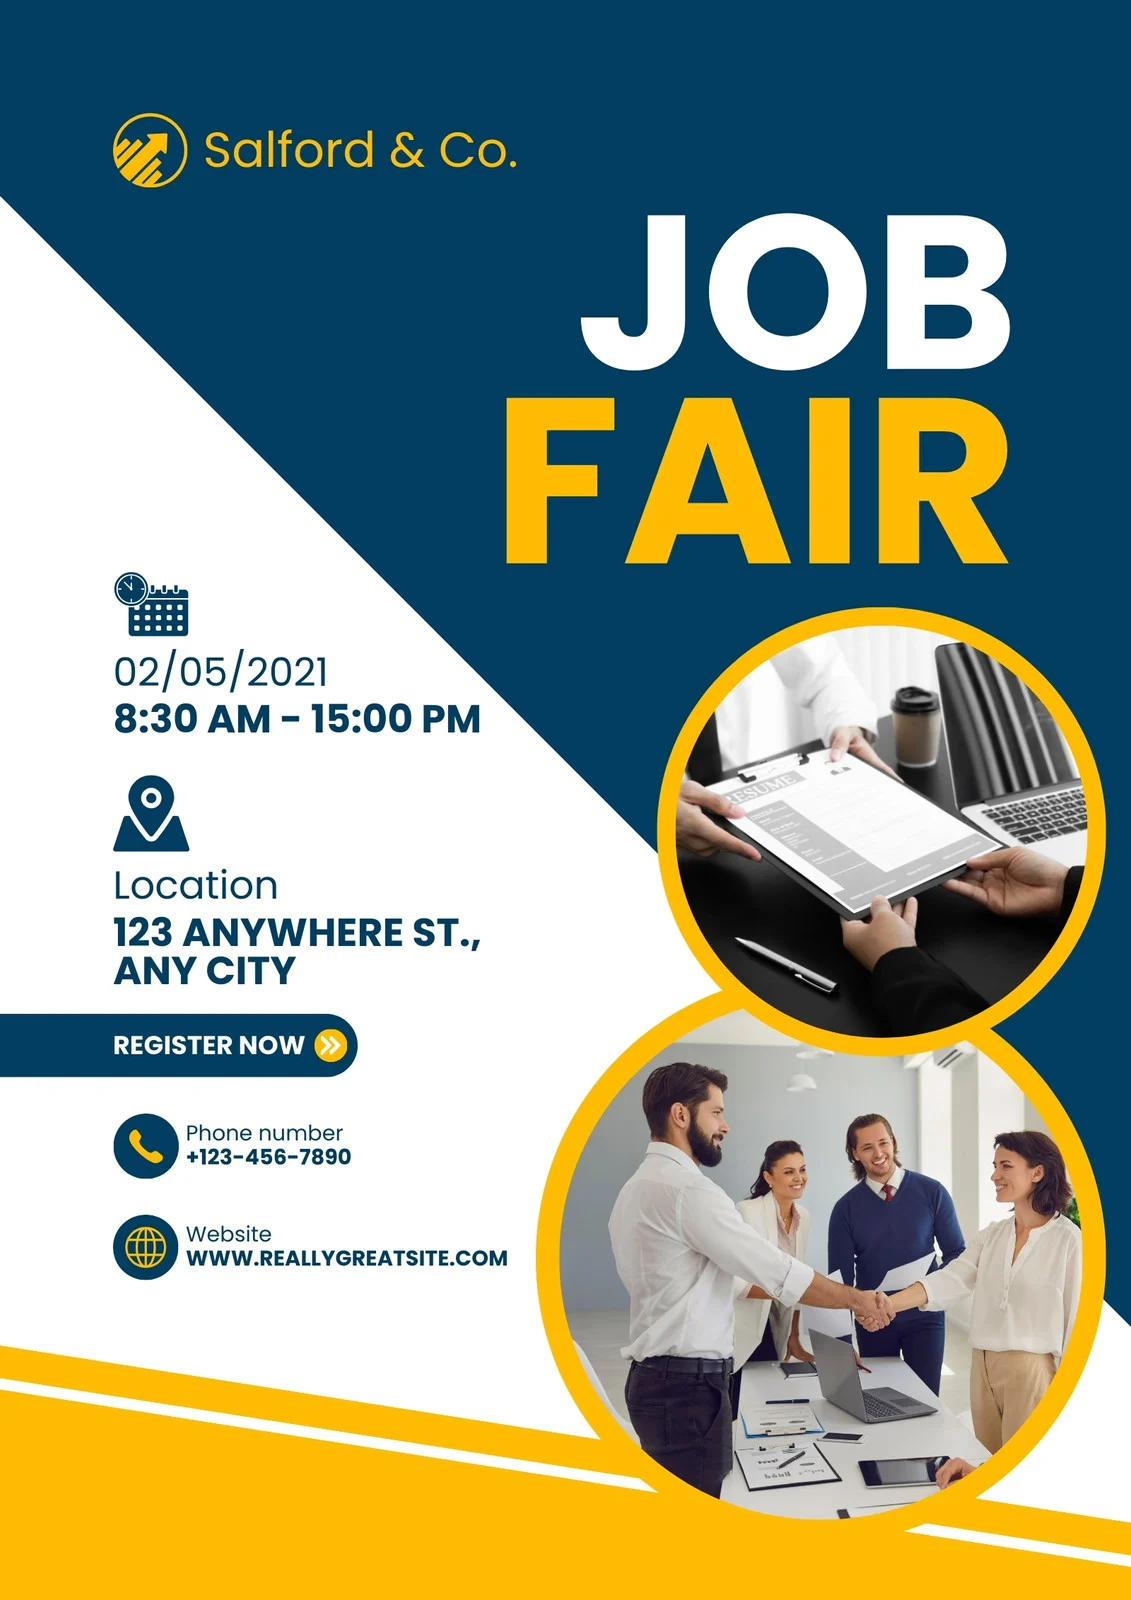 Salford & Co.
JOB
FAIR
02/05/2021
8:30 AM - 15:00 PM
RESUME
Location
123 ANYWHERE ST.,
ANY CITY
REGISTER NOW
Phone number
+123-456-7890
Website
WWW.REALLYGREATSITE.COM